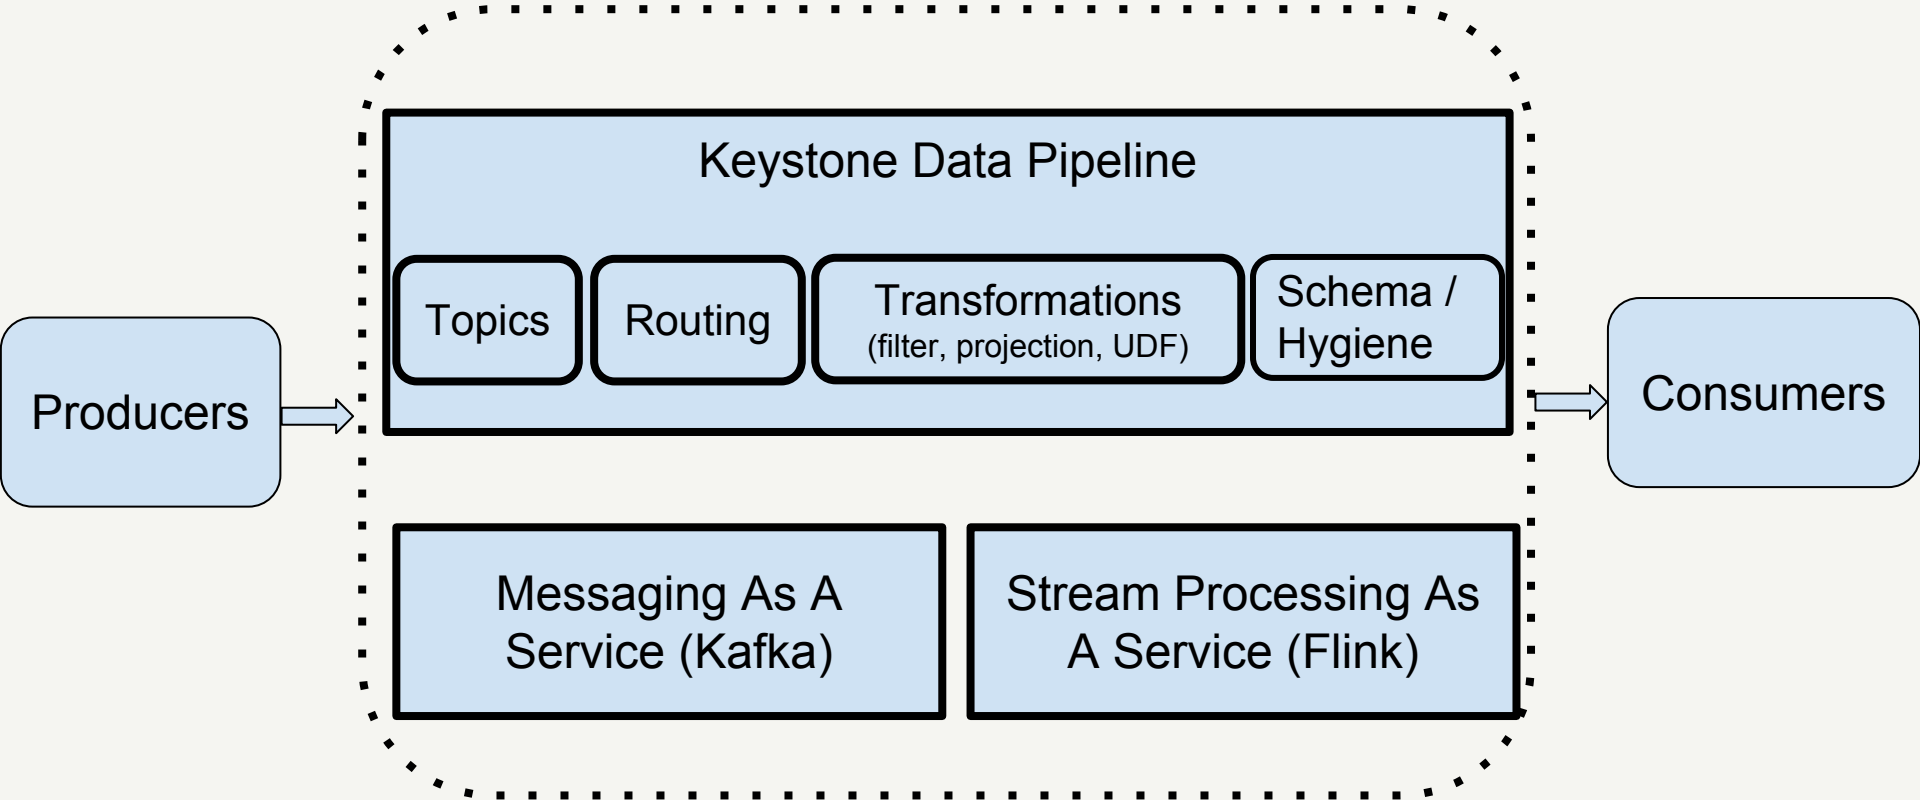 Keystone Data Pipeline
Topics
Routing
Transformations
(filter, projection, UDF)
Schema /
Hygiene
Producers
Consumers
Messaging As A
Service (Kafka)
Stream Processing As
A Service (Flink)